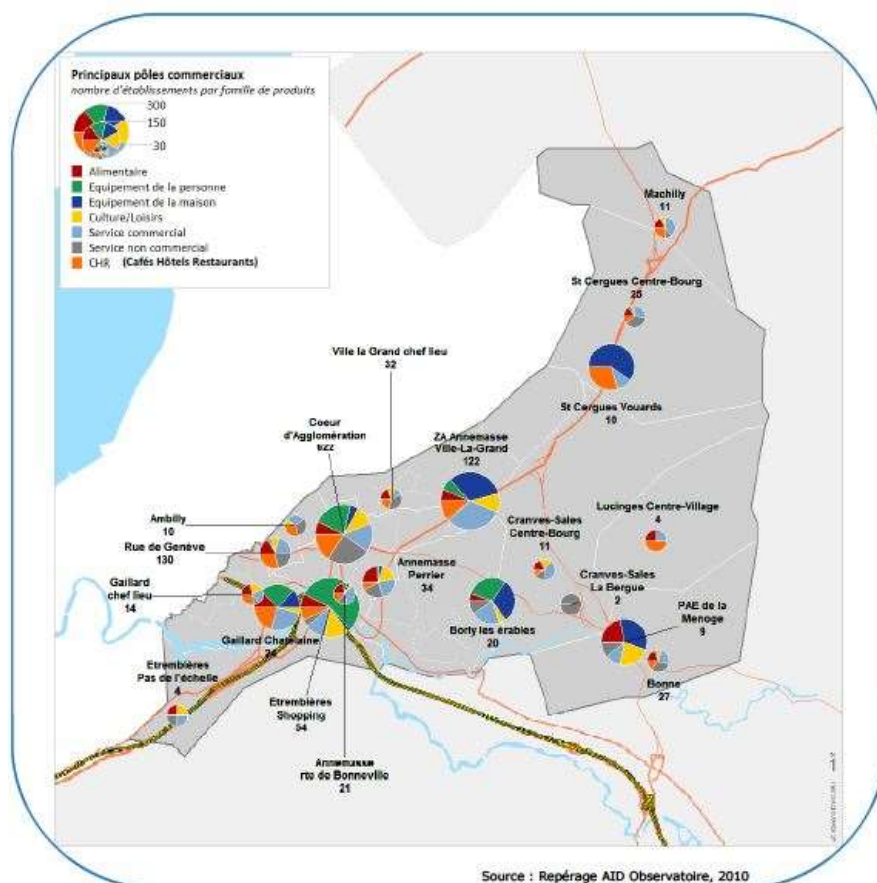 Principaux pôles commerciaux
nombre d'établissements par famille de produits
300
150
30
Alimentaire
Equipement de la personne
Equipement de la maison
Culture/Loisirs
Service commercial
Service non commercial
CHR (Cafés Hôtels Restaurants)
Machilly
11
St Cergues Centre-Bourg
25
Ville la Grand chef lieu
32
St Cergues Vouards
10
Coeur
d'Agglomération
622
ZA Annemasse
Ville-La-Grand
122
Lucinges Centre-Village
4
Ambilly
10
Cranves-Sales
Centre-Bourg
11
Rue de Genève
130
Annemasse
Perrier
34
Gaillard
chef lieu
14
Cranves-Sales
La Bergue
2
PAE de la
Menoge
9
Borly les érables
20
Gaillard Chatelaine
24
Bonne
27
Etrembières
Pas de l'échelle
4
Etrembières
Shopping
54
Annemasse
rte de Bonneville
21
Source : Repérage AID Observatoire, 2010